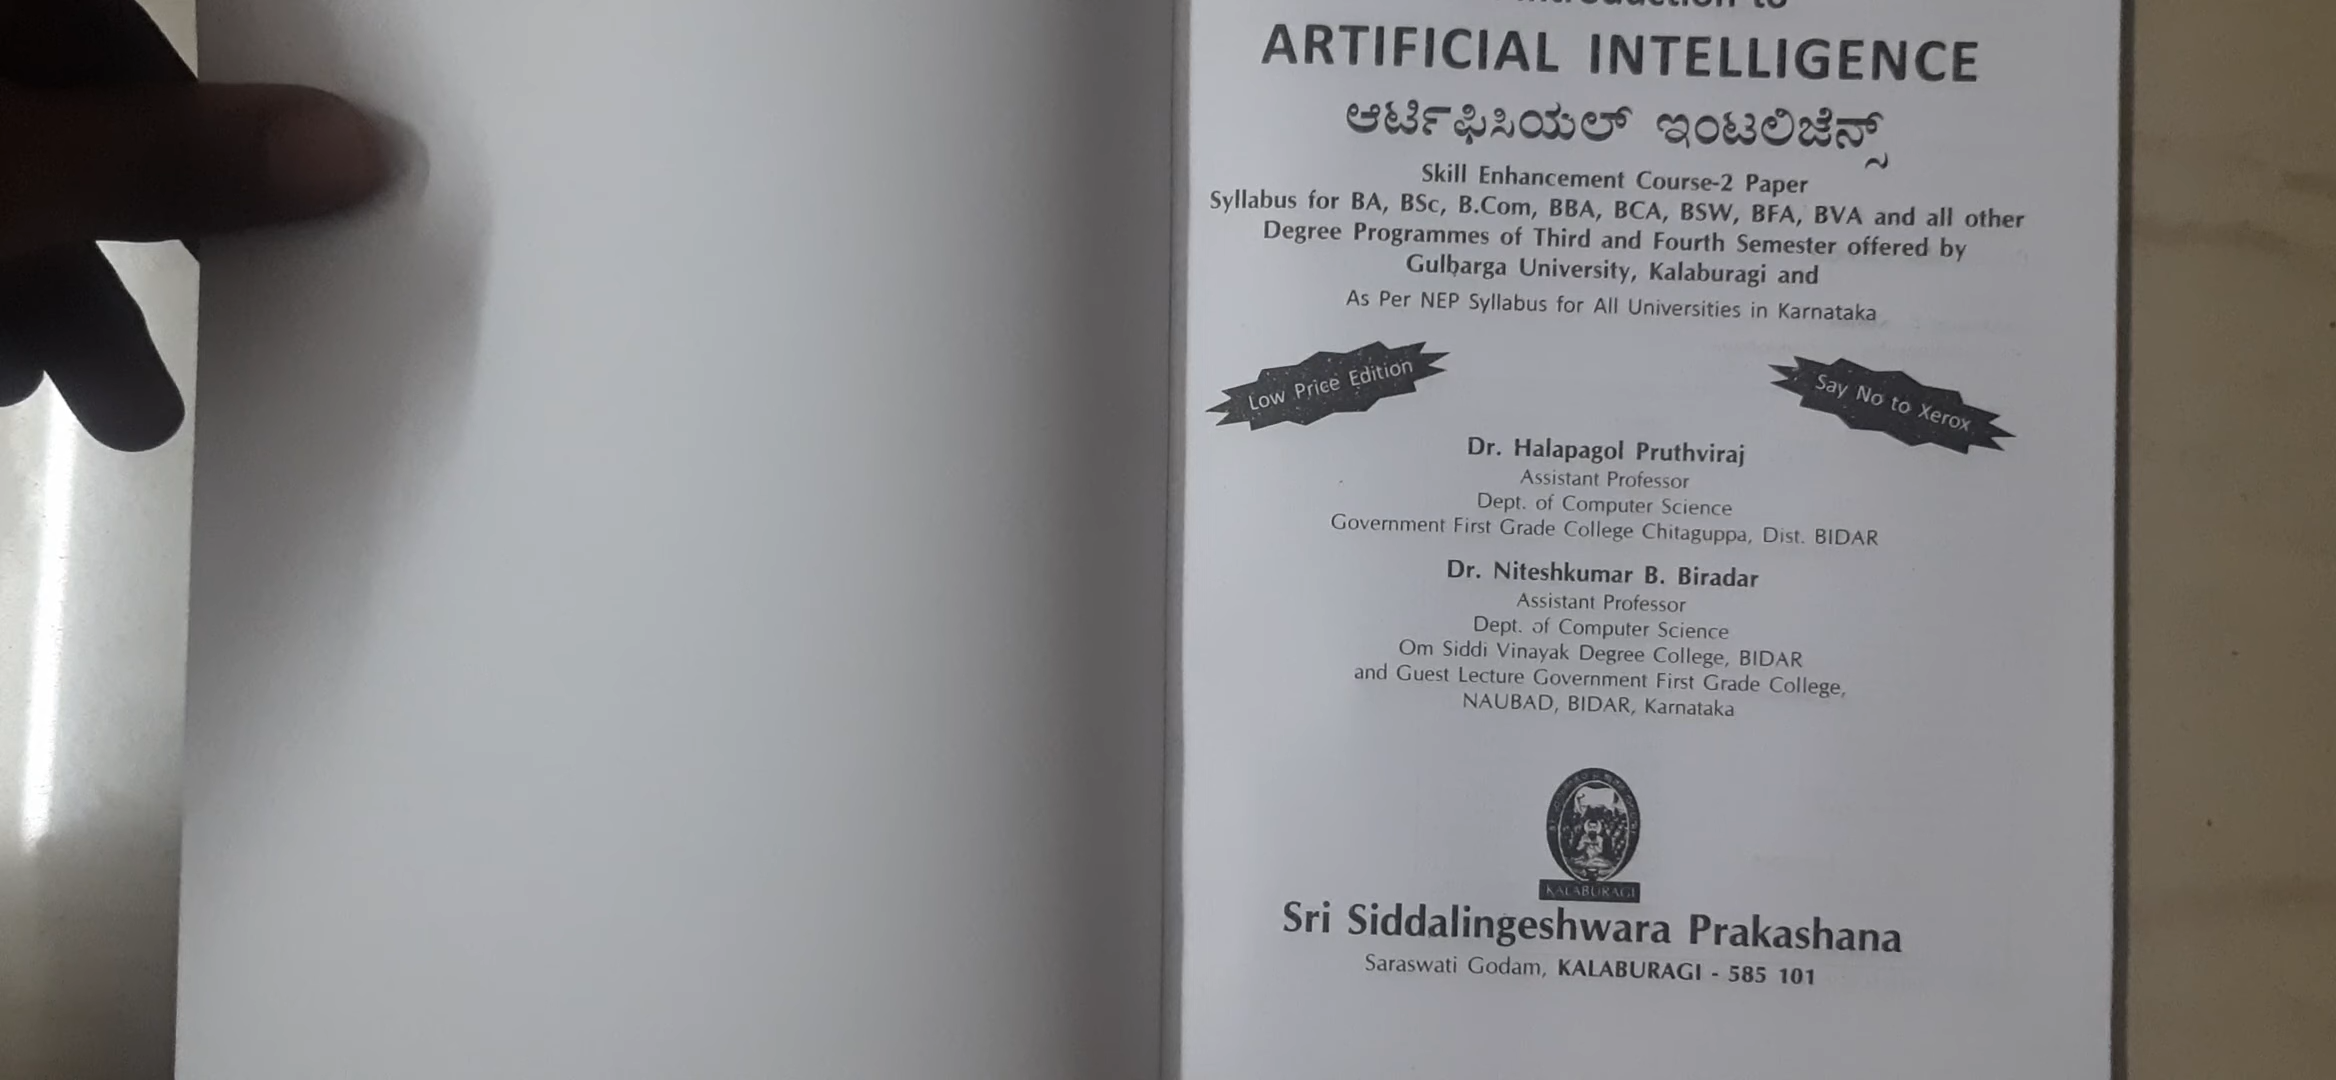 Introduction to
ARTIFICIAL INTELLIGENCE
ಆರ್ಟಿಫಿಸಿಯಲ್ ಇಂಟಲಿಜೆನ್ಸ್
Skill Enhancement Course-2 Paper
Syllabus for BA, BSc, B.Com, BBA, BCA, BSW, BFA, BVA and all other
Degree Programmes of Third and Fourth Semester offered by
Gulbarga University, Kalaburagi and
As Per NEP Syllabus for All Universities in Karnataka
Low Price Edition
Say No to Xerox
Dr. Halapagol Pruthviraj
Assistant Professor
Dept. of Computer Science
Government First Grade College Chitaguppa, Dist. BIDAR
Dr. Niteshkumar B. Biradar
Assistant Professor
Dept. of Computer Science
Om Siddi Vinayak Degree College, BIDAR
and Guest Lecture Government First Grade College,
NAUBAD, BIDAR, Karnataka
KALABURAGI
Sri Siddalingeshwara Prakashana
Saraswati Godam, KALABURAGI - 585 101